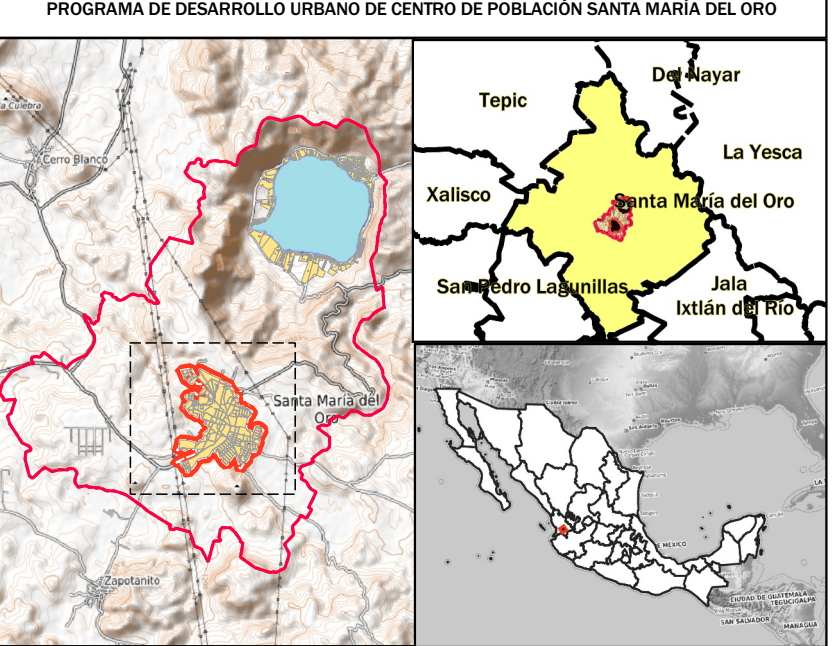 PROGRAMA DE DESARROLLO URBANO DE CENTRO DE POBLACIÓN SANTA MARÍA DEL ORO
la Culebra
Cerro Blanco
Santa María del
Oro
Zapotanito
Del Nayar
Tepic
La Yesca
Xalisco
Santa María del Oro
San Pedro Lagunillas
Jala
Ixtlán del Río
E MÉXICO
CIUDAD DE GUATEMALA
TEGUCIGALPA
SAN SALVADOR
MANAGUA